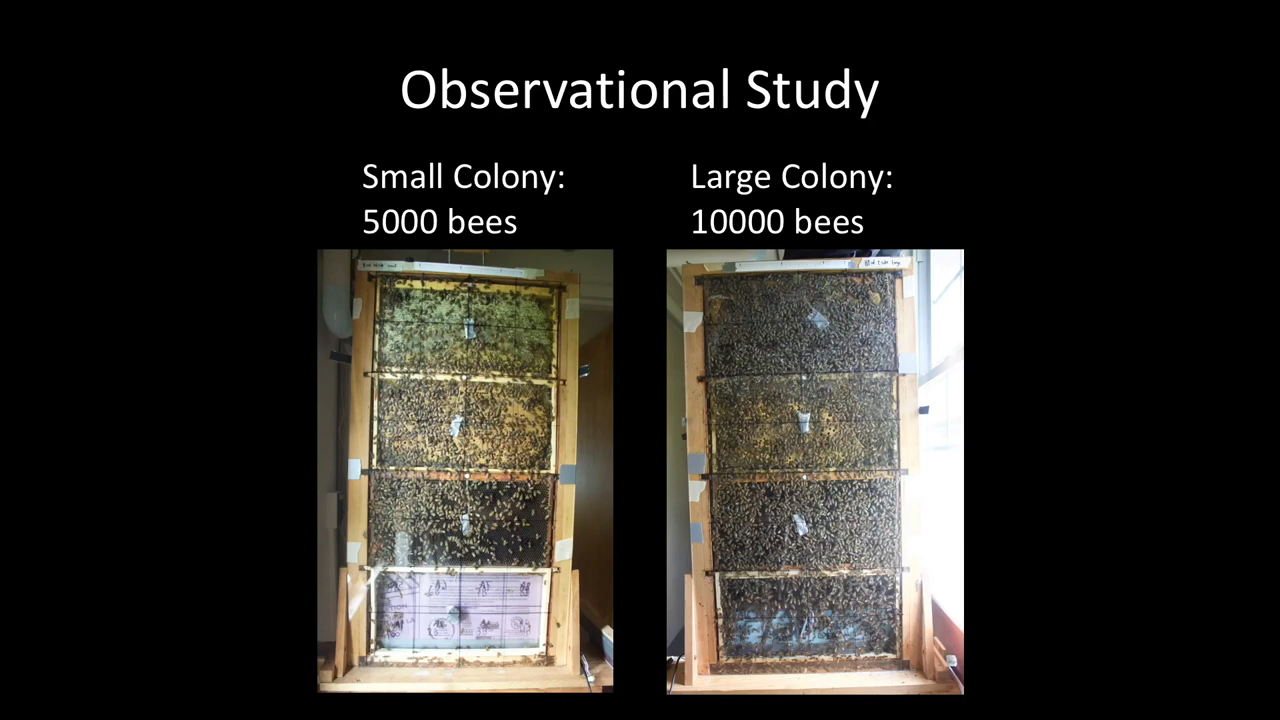 Observational Study
Small Colony:
5000 bees
Large Colony:
10000 bees